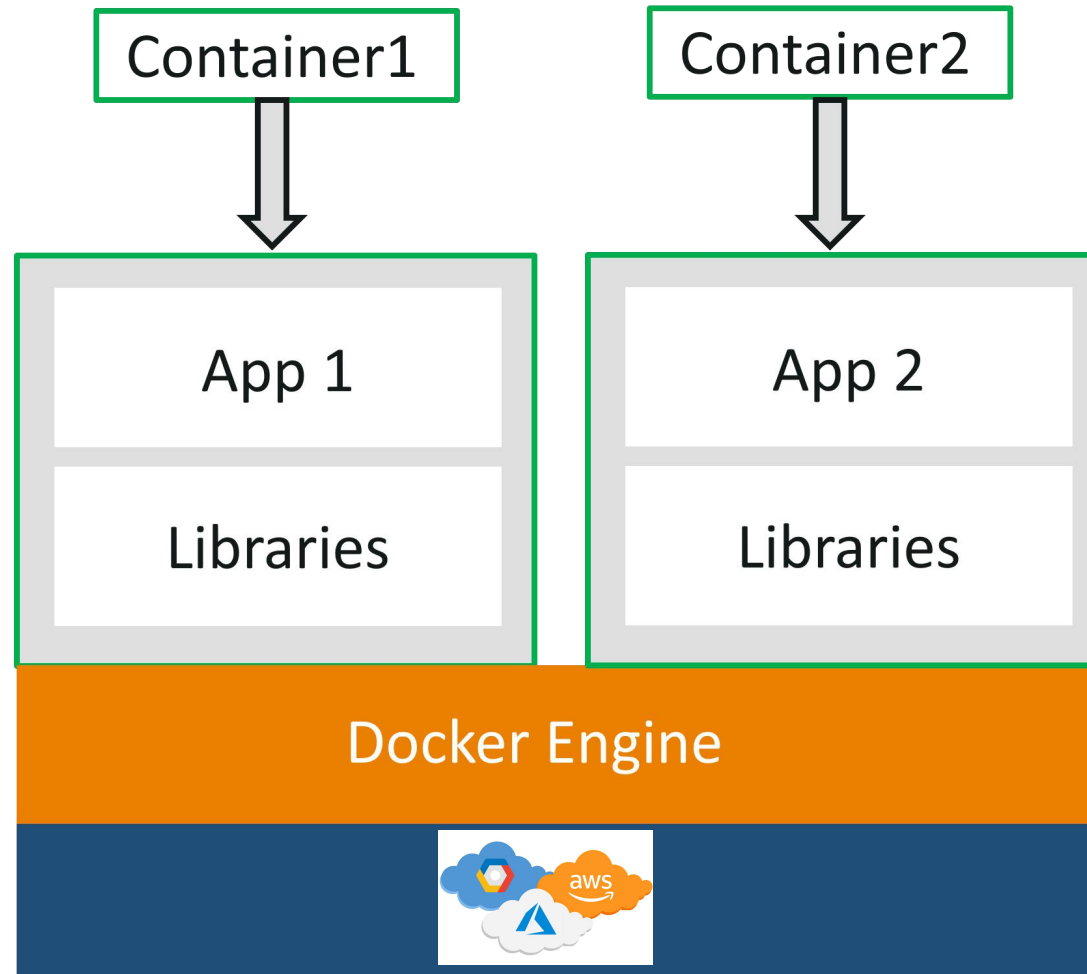 Container1
Container2
App 1
App 2
Libraries
Libraries
Docker Engine
aws